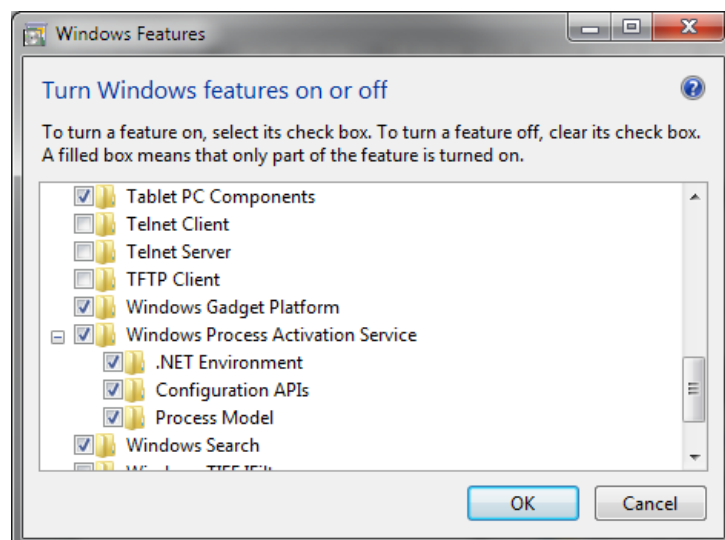 Windows Features
Turn Windows features on or off
To turn a feature on, select its check box. To turn a feature off, clear its check box.
A filled box means that only part of the feature is turned on.
Tablet PC Components
Telnet Client
Telnet Server
TFTP Client
Windows Gadget Platform
Windows Process Activation Service
.NET Environment
Configuration APIs
Process Model
Windows Search
Windows TIFF IFilter
OK
Cancel